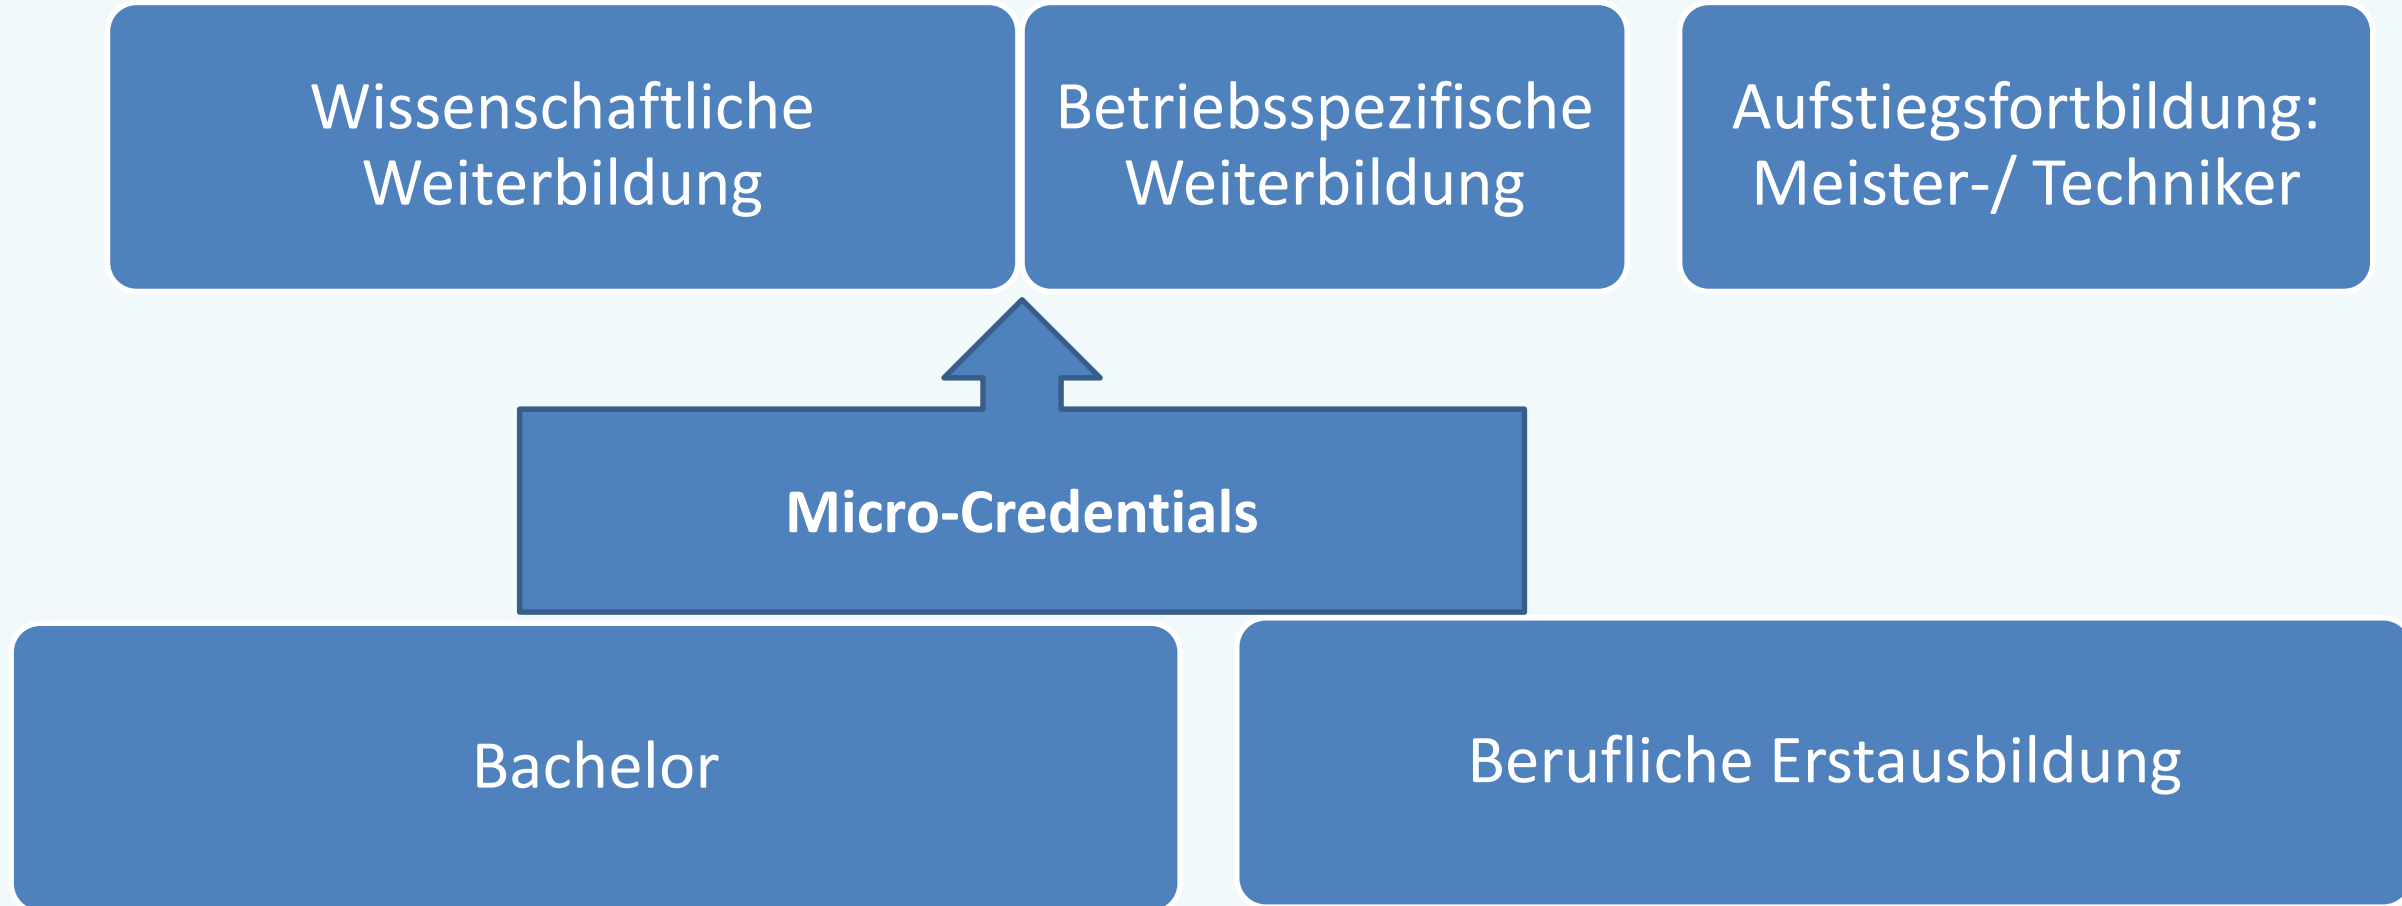 Wissenschaftliche
Weiterbildung
Betriebsspezifische
Weiterbildung
Aufstiegsfortbildung:
Meister-/ Techniker
Micro-Credentials
Bachelor
Berufliche Erstausbildung